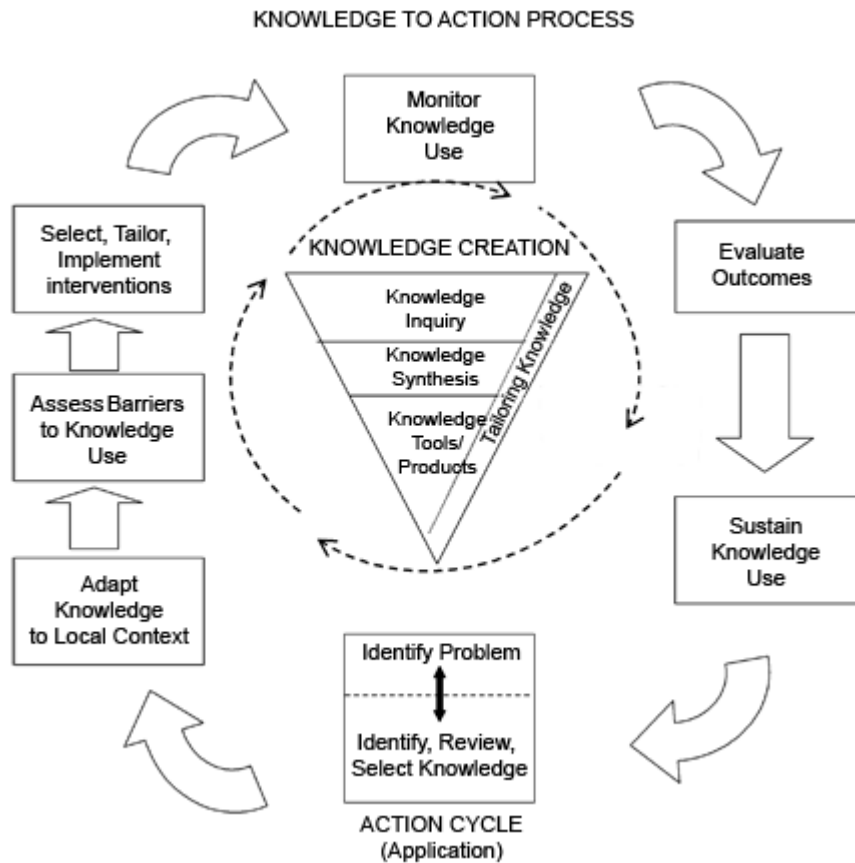 KNOWLEDGE TO ACTION PROCESS
Monitor
Knowledge
Use
Select, Tailor,
Implement
interventions
Evaluate
Outcomes
KNOWLEDGE CREATION
Knowledge
Inquiry
Knowledge
Synthesis
Knowledge
Tools/
Products
Tailoring Knowledge
Assess Barriers
to Knowledge
Use
Sustain
Knowledge
Use
Adapt
Knowledge
to Local Context
Identify Problem
Identify, Review,
Select Knowledge
ACTION CYCLE
(Application)